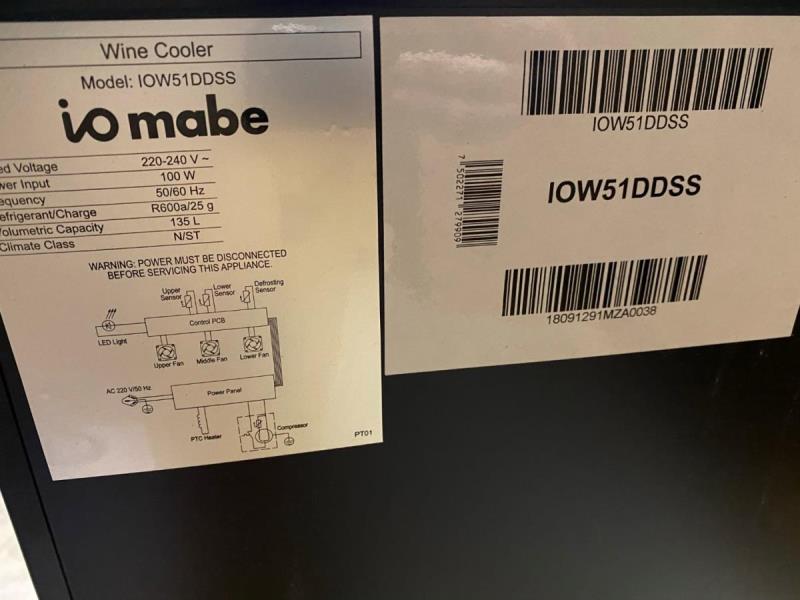 Wine Cooler
Model: IOW51DDSS
io mabe
ed Voltage 220-240 V ~
wer Input 100 W
equency 50/60 Hz
efrigerant/Charge R600a/25 g
olumetric Capacity 135 L
Climate Class N/ST
WARNING: POWER MUST BE DISCONNECTED
BEFORE SERVICING THIS APPLIANCE.
Upper Sensor
Lower Sensor
Defrosting Sensor
Control PCB
LED Light
Upper Fan
Middle Fan
Lower Fan
AC 220 V/50 Hz
Power Panel
PTC Heater
Compressor
PT01
IOW51DDSS
7 502271 279909
IOW51DDSS
18091291MZA0038